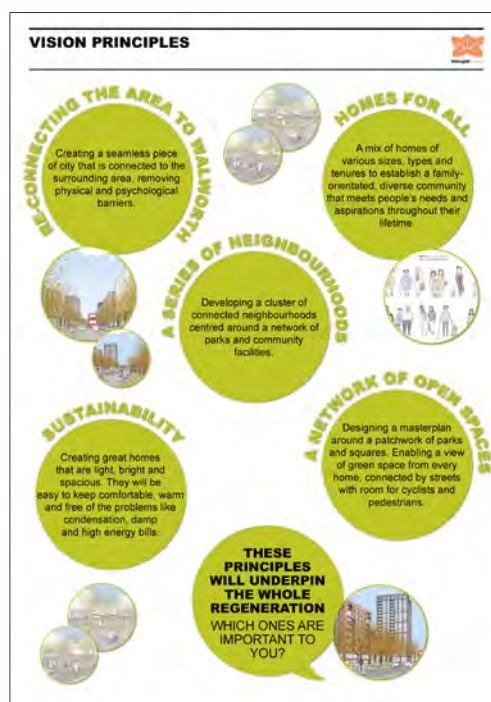 VISION PRINCIPLES
RE-CONNECTING THE AREA TO WALWORTH
Creating a seamless piece
of city that is connected to the
surrounding area, removing
physical and psychological
barriers.
HOMES FOR ALL
A mix of homes of
various sizes, types and
tenures to establish a family-
orientated, diverse community
that meets people's needs and
aspirations throughout their
lifetime.
A SERIES OF NEIGHBOURHOODS
Developing a cluster of
connected neighbourhoods
centred around a network of
parks and community
facilities.
SUSTAINABILITY
Creating great homes
that are light, bright and
spacious. They will be
easy to keep comfortable, warm
and free of the problems like
condensation, damp
and high energy bills.
A NETWORK OF OPEN SPACES
Designing a masterplan
around a patchwork of parks
and squares. Enabling a view
of green space from every
home, connected by streets
with room for cyclists and
pedestrians.
THESE
PRINCIPLES
WILL UNDERPIN
THE WHOLE
REGENERATION
WHICH ONES ARE
IMPORTANT TO
YOU?